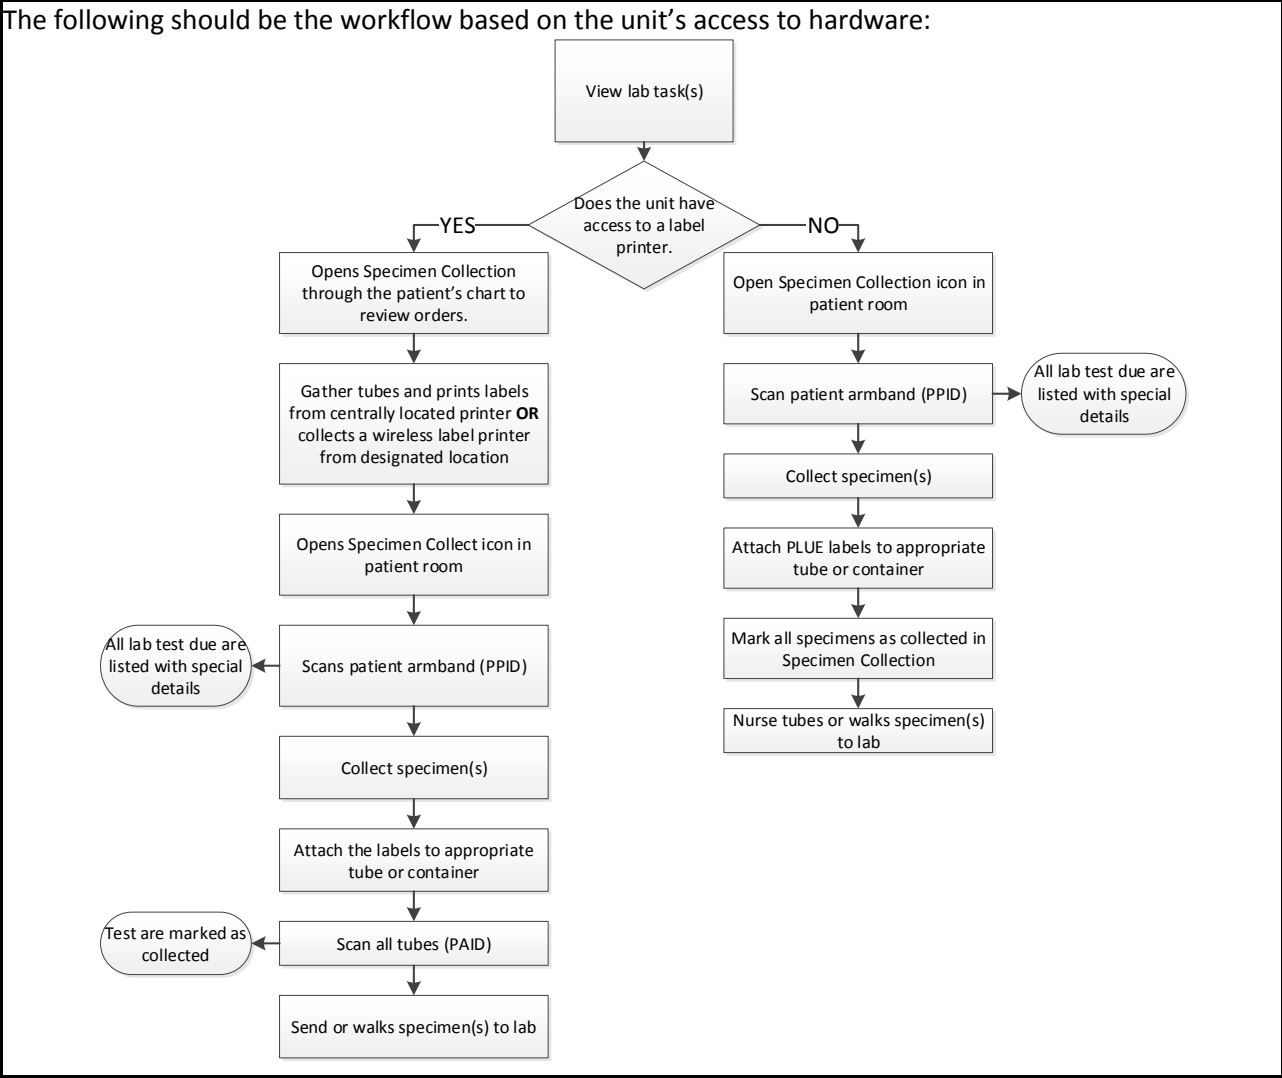 The following should be the workflow based on the unit's access to hardware:
View lab task(s)
Does the unit have
access to a label
printer.
YES
NO
Opens Specimen Collection
through the patient's chart to
review orders.
Gather tubes and prints labels
from centrally located printer OR
collects a wireless label printer
from designated location
Opens Specimen Collect icon in
patient room
Scans patient armband (PPID)
All lab test due are
listed with special
details
Collect specimen(s)
Attach the labels to appropriate
tube or container
Scan all tubes (PAID)
Test are marked as
collected
Send or walks specimen(s) to lab
Open Specimen Collection icon in
patient room
Scan patient armband (PPID)
All lab test due are
listed with special
details
Collect specimen(s)
Attach PLUE labels to appropriate
tube or container
Mark all specimens as collected in
Specimen Collection
Nurse tubes or walks specimen(s)
to lab